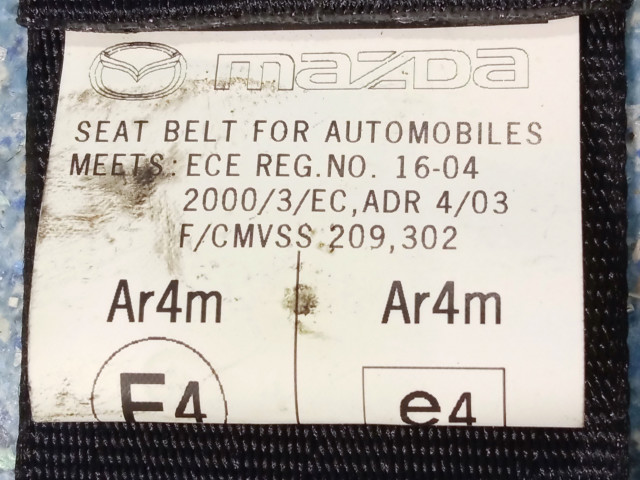 mazda
SEAT BELT FOR AUTOMOBILES
MEETS: ECE REG.NO. 16-04
2000/3/EC,ADR 4/03
F/CMVSS 209,302
Ar4m Ar4m
E4 e4